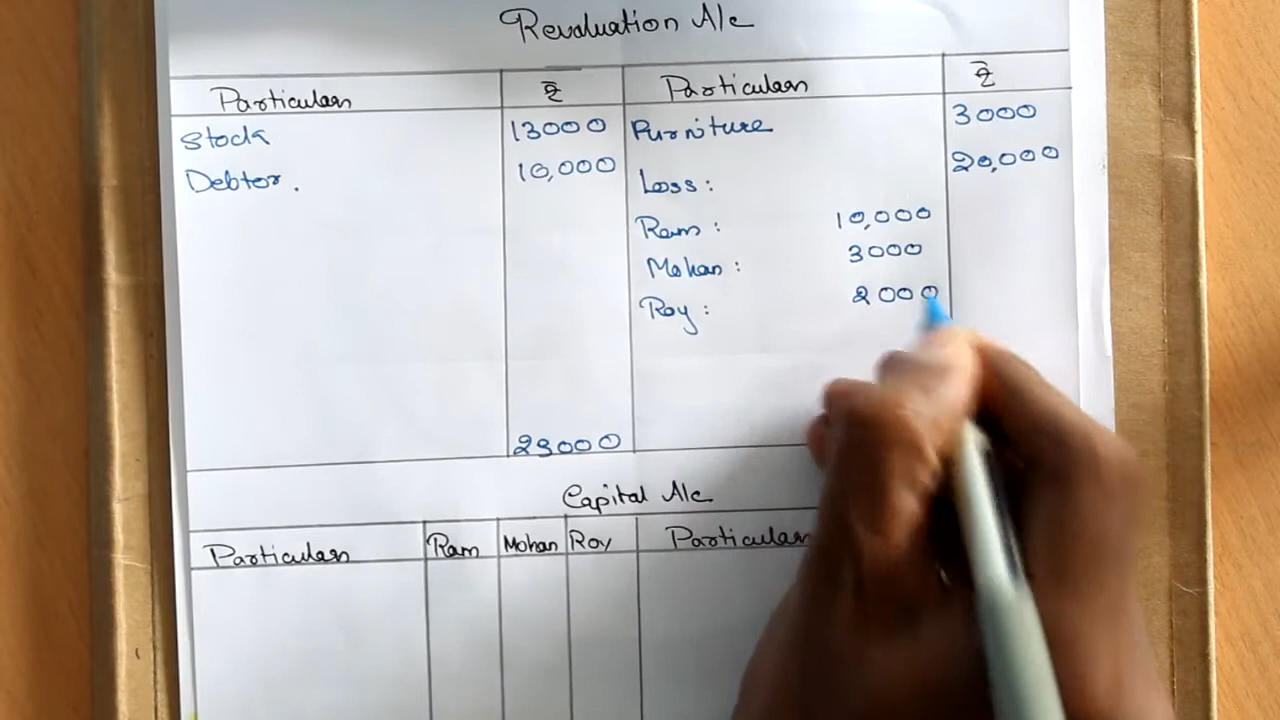 Revaluation A/c
Particulars ₹ Particulars ₹
Stock 13000 Furniture 3000
Debtor. 10,000 Loss: 20,000
Ram: 10,000
Mohan: 3000
Roy: 2000
23000
Capital A/c
Particulars Ram Mohan Roy Particulars